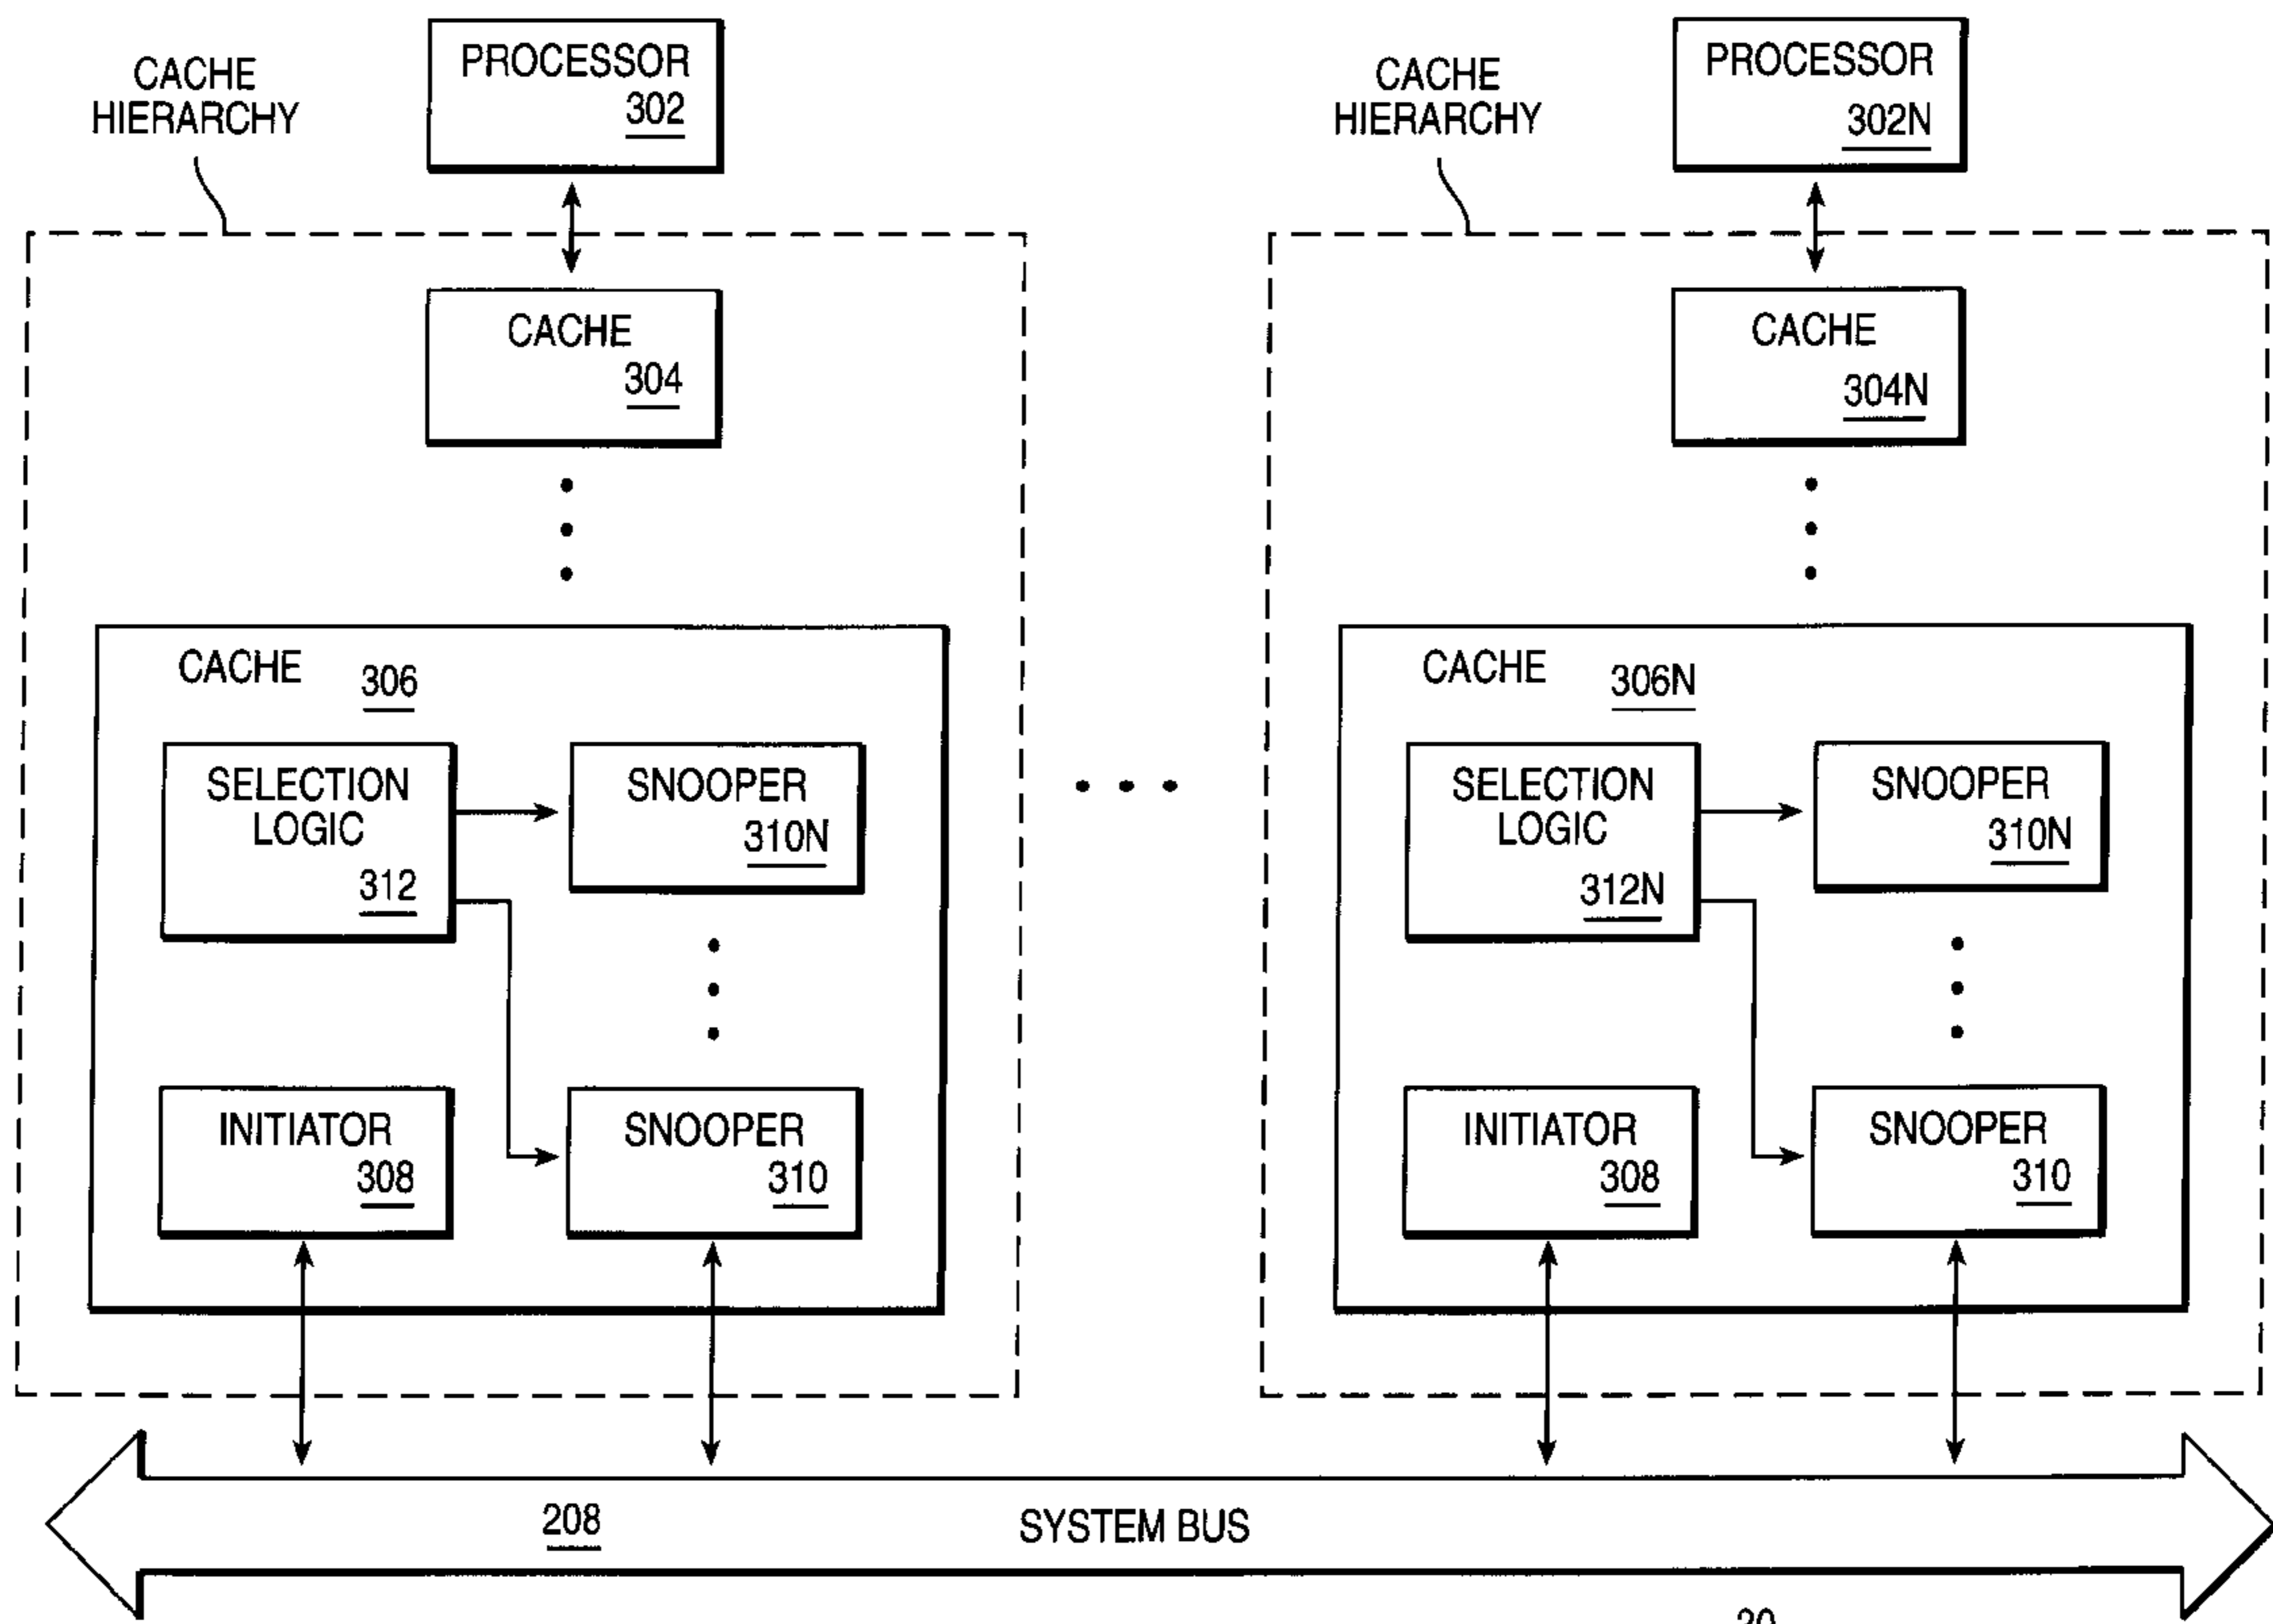 CACHE
HIERARCHY
PROCESSOR
302
CACHE
304
CACHE
306
SELECTION
LOGIC
312
SNOOPER
310N
INITIATOR
308
SNOOPER
310
CACHE
HIERARCHY
PROCESSOR
302N
CACHE
304N
CACHE
306N
SELECTION
LOGIC
312N
SNOOPER
310N
INITIATOR
308
SNOOPER
310
208
SYSTEM BUS